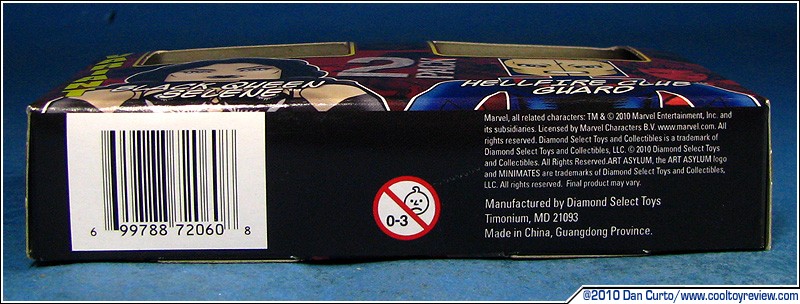 2
PACK
BLACK QUEEN
SELENE
HELLFIRE CLUB
GUARD
Marvel, all related characters: TM & © 2010 Marvel Entertainment, Inc. and
its subsidiaries. Licensed by Marvel Characters B.V. www.marvel.com. All
rights reserved. Diamond Select Toys and Collectibles is a trademark of
Diamond Select Toys and Collectibles, LLC. © 2010 Diamond Select Toys
and Collectibles. All Rights Reserved.ART ASYLUM, the ART ASYLUM logo
and MINIMATES are trademarks of Diamond Select Toys and Collectibles,
LLC. All rights reserved. Final product may vary.
Manufactured by Diamond Select Toys
Timonium, MD 21093
Made in China, Guangdong Province.
0-3
6 99788 72060 8
@2010 Dan Curto/www.cooltoyreview.com